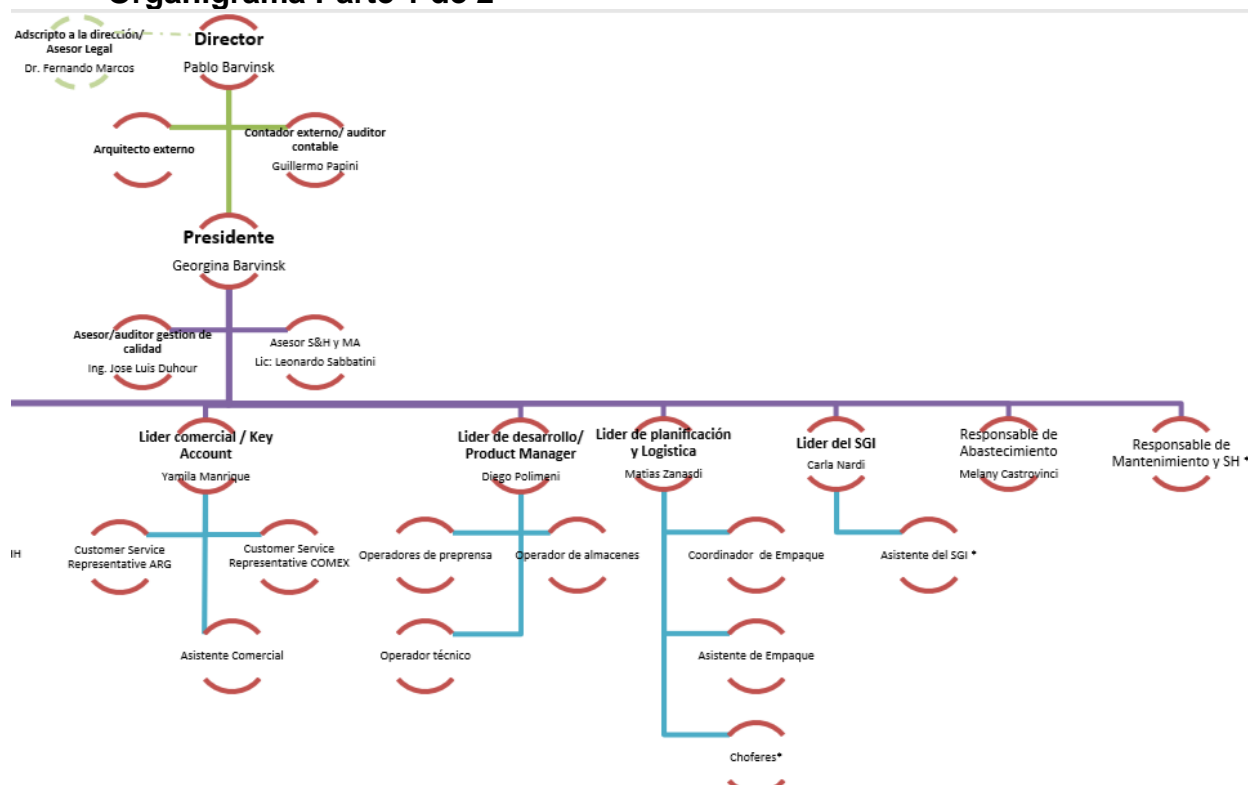 Organigrama Parte 1 de 2
Adscripto a la dirección/
Asesor Legal
Dr. Fernando Marcos
Director
Pablo Barvinsk
Arquitecto externo
Contador externo/ auditor
contable
Guillermo Papini
Presidente
Georgina Barvinsk
Asesor/auditor gestion de
calidad
Ing. Jose Luis Duhour
Asesor S&H y MA
Lic: Leonardo Sabbatini
Lider comercial / Key
Account
Yamila Manrique
Lider de desarrollo/
Product Manager
Diego Polimeni
Lider de planificación
y Logistica
Matias Zanasdi
Lider del SGI
Carla Nardi
Responsable de
Abastecimiento
Melany Castrovinci
Responsable de
Mantenimiento y SH *
IH
Customer Service
Representative ARG
Customer Service
Representative COMEX
Operadores de preprensa
Operador de almacenes
Coordinador de Empaque
Asistente del SGI *
Asistente Comercial
Operador técnico
Asistente de Empaque
Choferes*